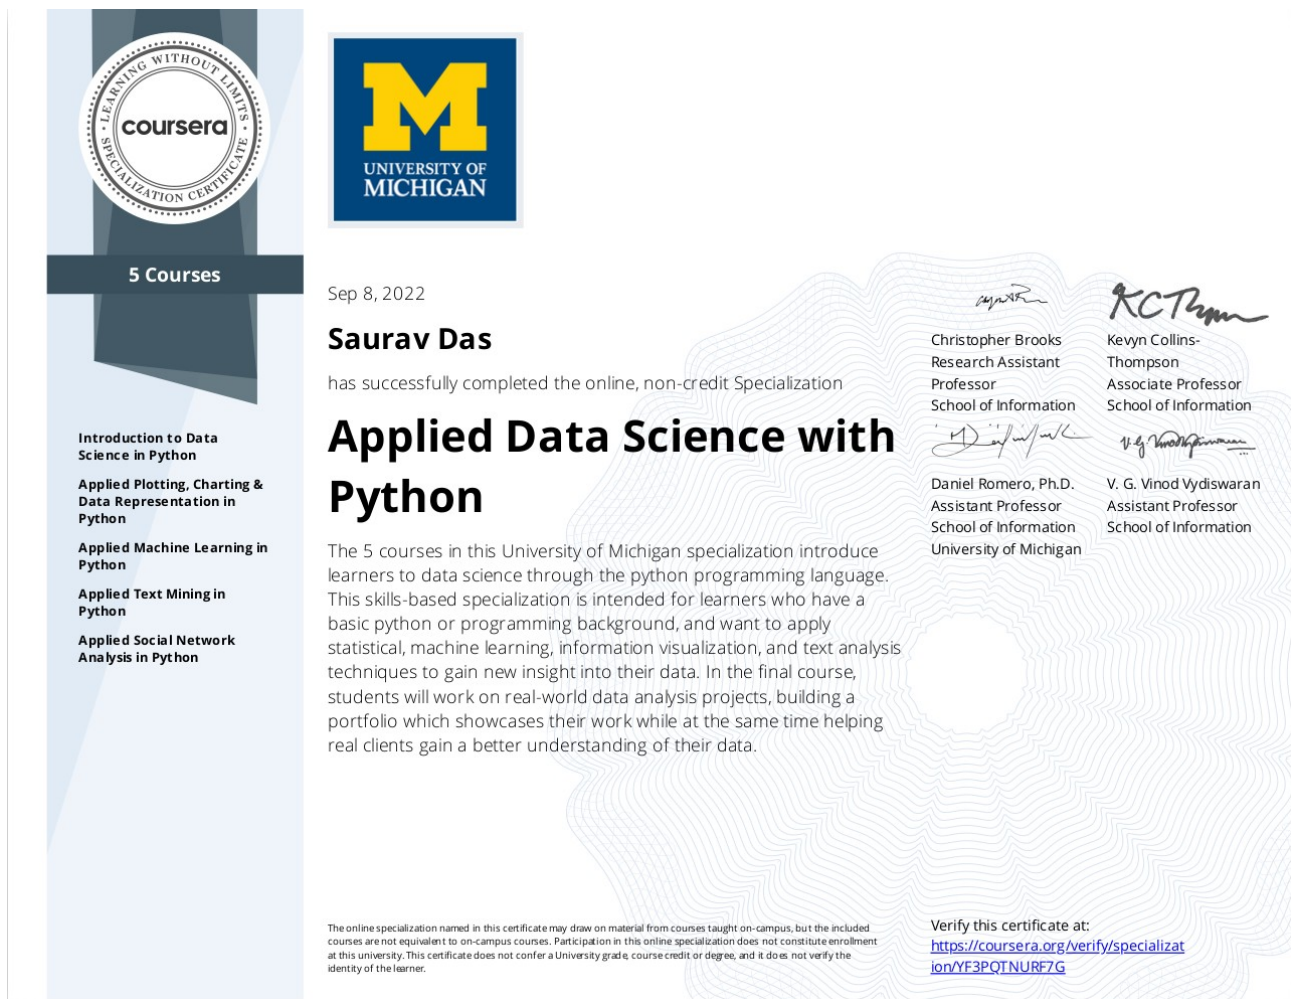 LEARNING WITHOUT LIMITS
coursera
SPECIALIZATION CERTIFICATE
5 Courses
Introduction to Data
Science in Python
Applied Plotting, Charting &
Data Representation in
Python
Applied Machine Learning in
Python
Applied Text Mining in
Python
Applied Social Network
Analysis in Python
M
UNIVERSITY OF
MICHIGAN
Sep 8, 2022
Saurav Das
has successfully completed the online, non-credit Specialization
Applied Data Science with
Python
The 5 courses in this University of Michigan specialization introduce
learners to data science through the python programming language.
This skills-based specialization is intended for learners who have a
basic python or programming background, and want to apply
statistical, machine learning, information visualization, and text analysis
techniques to gain new insight into their data. In the final course,
students will work on real-world data analysis projects, building a
portfolio which showcases their work while at the same time helping
real clients gain a better understanding of their data.
Christopher Brooks
Research Assistant
Professor
School of Information
Kevyn Collins-
Thompson
Associate Professor
School of Information
Daniel Romero, Ph.D.
Assistant Professor
School of Information
University of Michigan
V. G. Vinod Vydiswaran
Assistant Professor
School of Information
The online specialization named in this certificate may draw on material from courses taught on-campus, but the included
courses are not equivalent to on-campus courses. Participation in this online specialization does not constitute enrollment
at this university. This certificate does not confer a University grade, course credit or degree, and it does not verify the
identity of the learner.
Verify this certificate at:
https://coursera.org/verify/specializat
ion/YF3PQTNURF7G